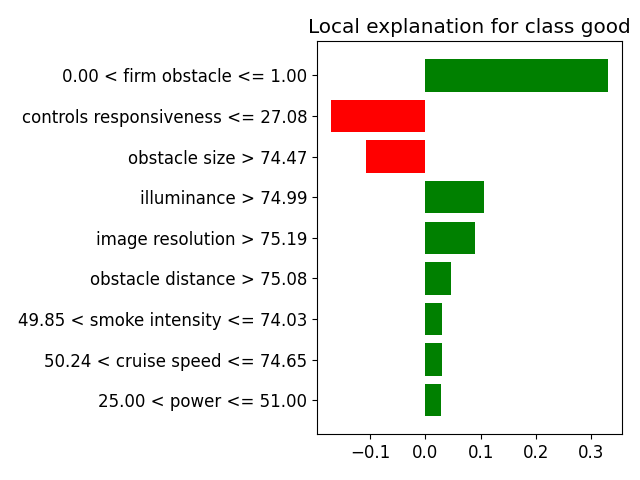 Local explanation for class good
0.00 < firm obstacle <= 1.00
controls responsiveness <= 27.08
obstacle size > 74.47
illuminance > 74.99
image resolution > 75.19
obstacle distance > 75.08
49.85 < smoke intensity <= 74.03
50.24 < cruise speed <= 74.65
25.00 < power <= 51.00
−0.1 0.0 0.1 0.2 0.3